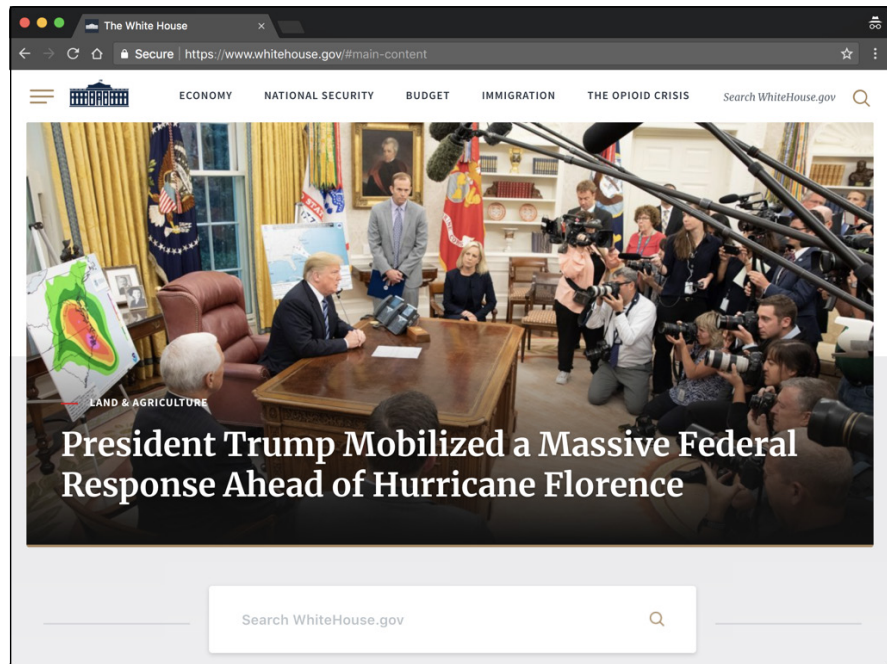 The White House
Secure https://www.whitehouse.gov/#main-content
ECONOMY NATIONAL SECURITY BUDGET IMMIGRATION THE OPIOID CRISIS Search WhiteHouse.gov
LAND & AGRICULTURE
President Trump Mobilized a Massive Federal
Response Ahead of Hurricane Florence
Search WhiteHouse.gov